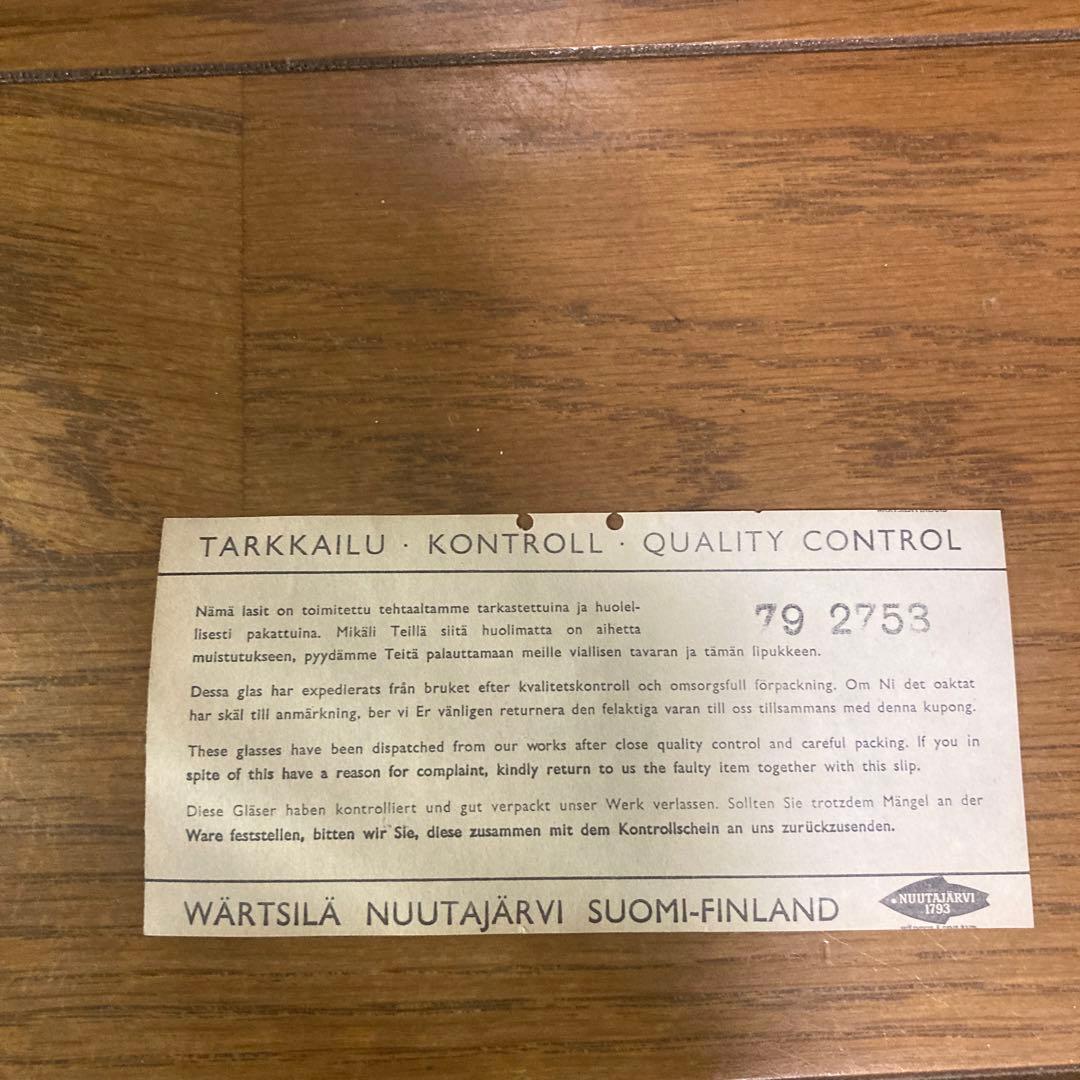 TARKKAILU · KONTROLL · QUALITY CONTROL
Nämä lasit on toimitettu tehtaaltamme tarkastettuina ja huolel-
lisesti pakattuina. Mikäli Teillä siitä huolimatta on aihetta
79 2753
muistutukseen, pyydämme Teitä palauttamaan meille viallisen tavaran ja tämän lipukkeen.
Dessa glas har expedierats från bruket efter kvalitetskontroll och omsorgsfull förpackning. Om Ni det oaktat
har skäl till anmärkning, ber vi Er vänligen returnera den felaktiga varan till oss tillsammans med denna kupong.
These glasses have been dispatched from our works after close quality control and careful packing. If you in
spite of this have a reason for complaint, kindly return to us the faulty item together with this slip.
Diese Gläser haben kontrolliert und gut verpackt unser Werk verlassen. Sollten Sie trotzdem Mängel an der
Ware feststellen, bitten wir Sie, diese zusammen mit dem Kontrollschein an uns zurückzusenden.
WÄRTSILÄ NUUTAJÄRVI SUOMI-FINLAND
NUUTAJÄRVI
1793